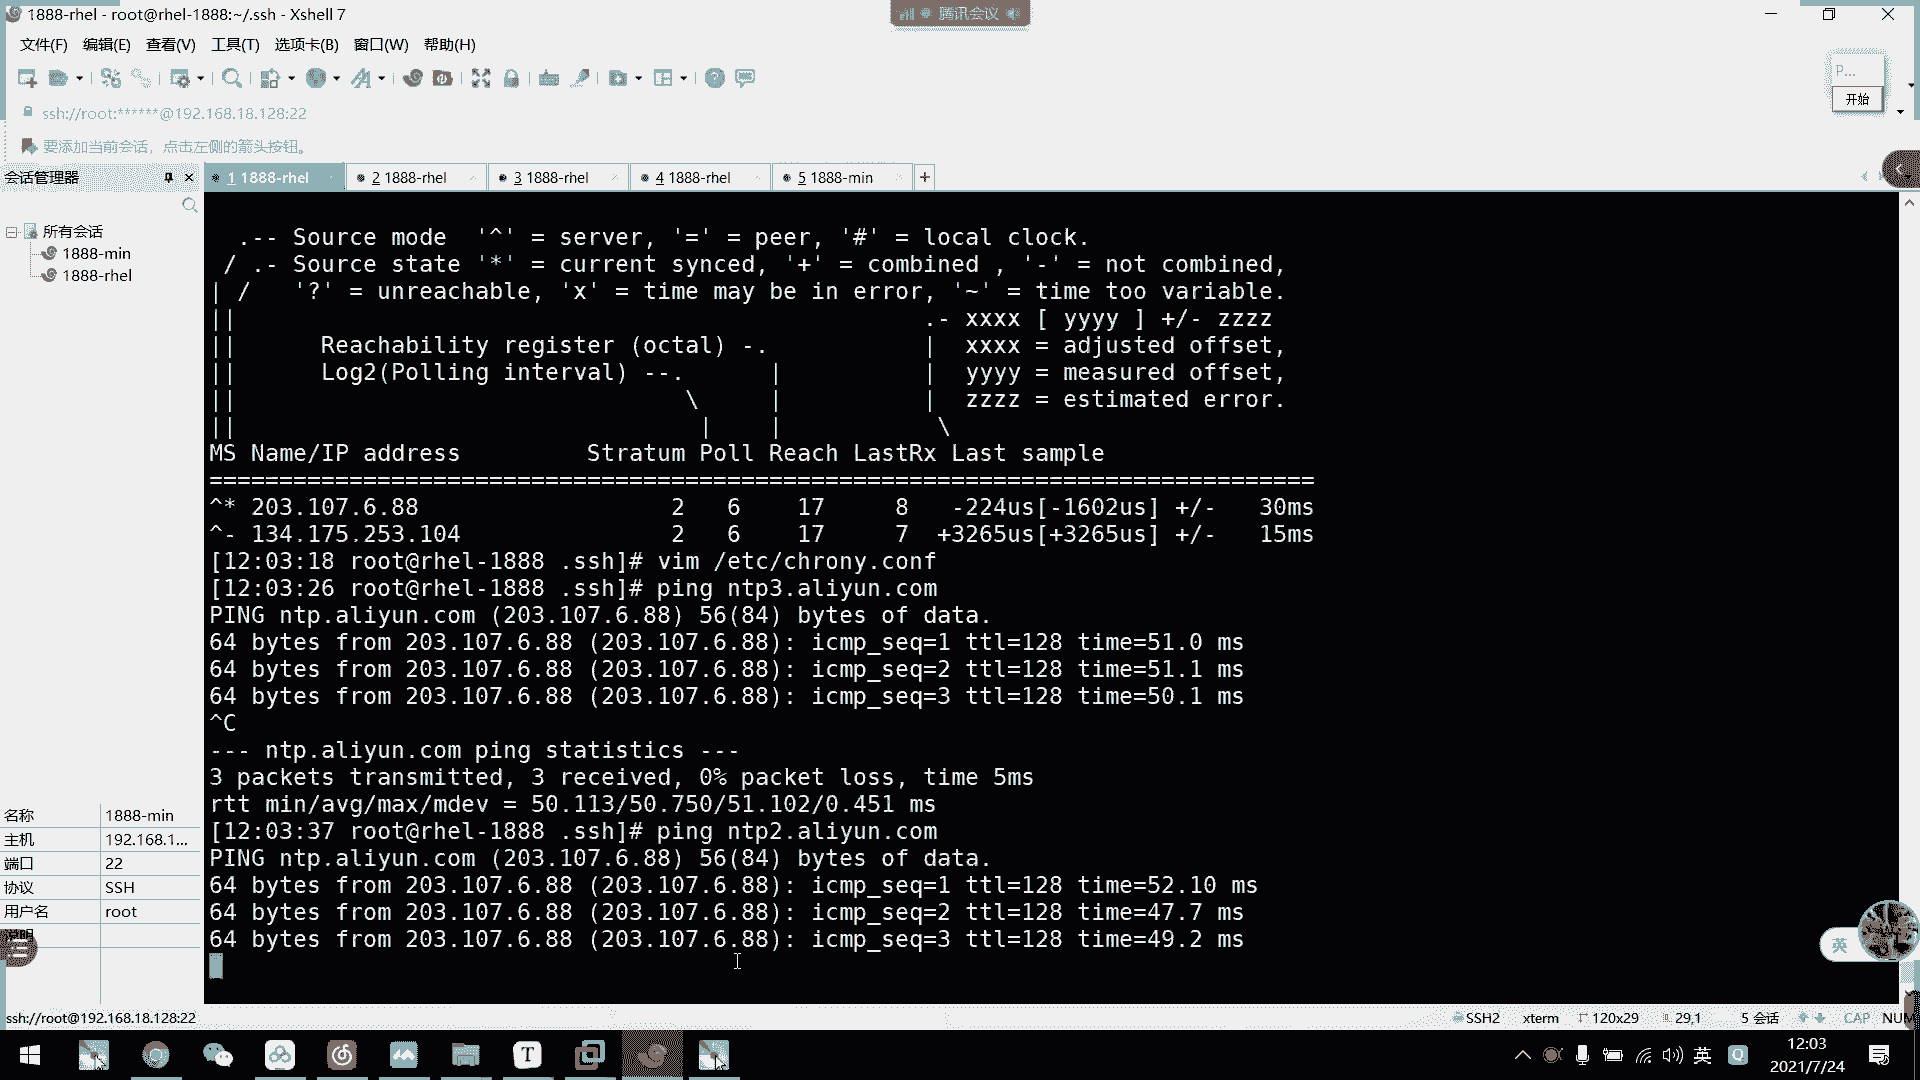 1888-rhel - root@rhel-1888:~/.ssh - Xshell 7
腾讯会议
文件(F) 编辑(E) 查看(V) 工具(T) 选项卡(B) 窗口(W) 帮助(H)
P...
开始
ssh://root:******@192.168.18.128:22
要添加当前会话，点击左侧的箭头按钮。
会话管理器
1 1888-rhel
2 1888-rhel
3 1888-rhel
4 1888-rhel
5 1888-min
所有会话
1888-min
1888-rhel
.-- Source mode  '^' = server, '=' = peer, '#' = local clock.
/ .- Source state '*' = current synced, '+' = combined , '-' = not combined,
| /   '?' = unreachable, 'x' = time may be in error, '~' = time too variable.
||                                                 .- xxxx [ yyyy ] +/- zzzz
||      Reachability register (octal) -.           |  xxxx = adjusted offset,
||      Log2(Polling interval) --.      |          |  yyyy = measured offset,
||                                \     |          |  zzzz = estimated error.
||                                 |    |           \
MS Name/IP address         Stratum Poll Reach LastRx Last sample
===============================================================================
^* 203.107.6.88                  2   6    17     8   -224us[-1602us] +/-   30ms
^- 134.175.253.104               2   6    17     7  +3265us[+3265us] +/-   15ms
[12:03:18 root@rhel-1888 .ssh]# vim /etc/chrony.conf
[12:03:26 root@rhel-1888 .ssh]# ping ntp3.aliyun.com
PING ntp.aliyun.com (203.107.6.88) 56(84) bytes of data.
64 bytes from 203.107.6.88 (203.107.6.88): icmp_seq=1 ttl=128 time=51.0 ms
64 bytes from 203.107.6.88 (203.107.6.88): icmp_seq=2 ttl=128 time=51.1 ms
64 bytes from 203.107.6.88 (203.107.6.88): icmp_seq=3 ttl=128 time=50.1 ms
^C
--- ntp.aliyun.com ping statistics ---
3 packets transmitted, 3 received, 0% packet loss, time 5ms
rtt min/avg/max/mdev = 50.113/50.750/51.102/0.451 ms
[12:03:37 root@rhel-1888 .ssh]# ping ntp2.aliyun.com
PING ntp.aliyun.com (203.107.6.88) 56(84) bytes of data.
64 bytes from 203.107.6.88 (203.107.6.88): icmp_seq=1 ttl=128 time=52.10 ms
64 bytes from 203.107.6.88 (203.107.6.88): icmp_seq=2 ttl=128 time=47.7 ms
64 bytes from 203.107.6.88 (203.107.6.88): icmp_seq=3 ttl=128 time=49.2 ms
名称 1888-min
主机 192.168.1...
端口 22
协议 SSH
用户名 root
说明
英
ssh://root@192.168.18.128:22
SSH2 xterm 120x29 29,1 5 会话 CAP NUM
英
12:03
2021/7/24